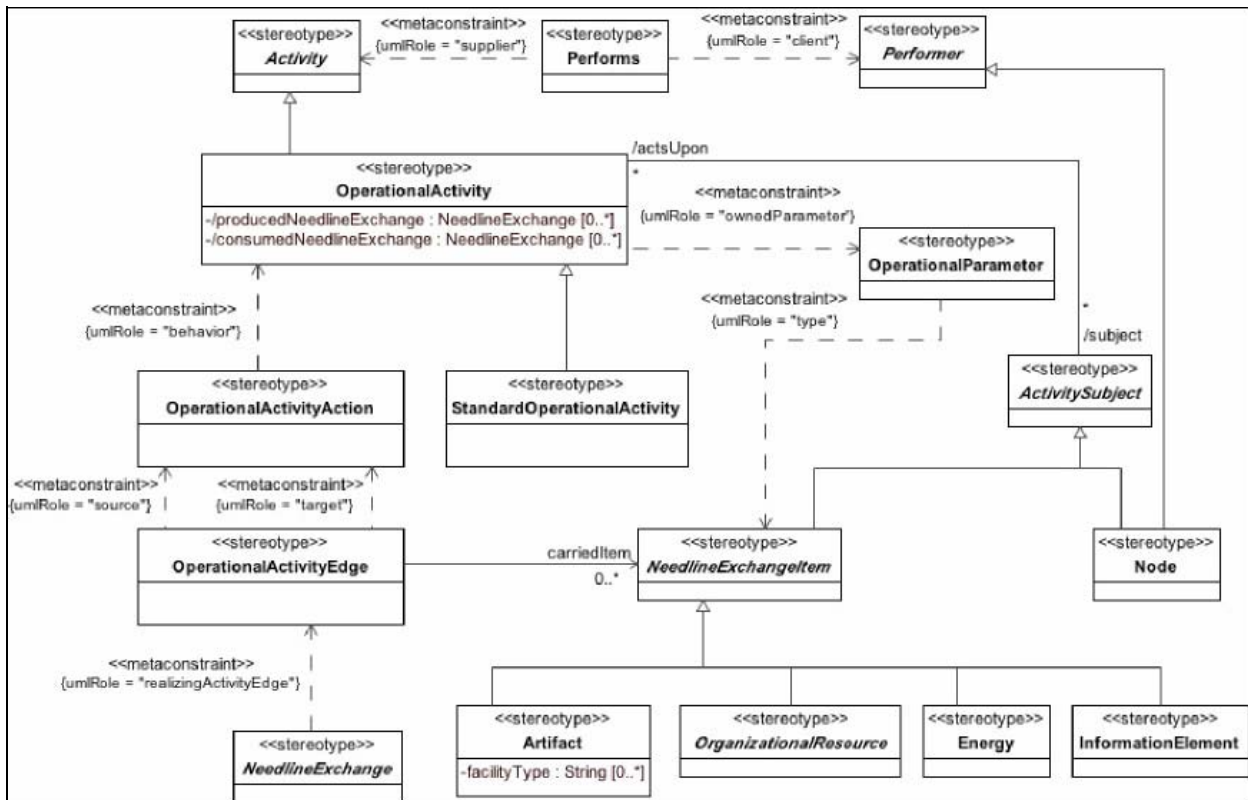 <<stereotype>>
Activity
<<metaconstraint>>
{umlRole = "supplier"}
<<stereotype>>
Performs
<<metaconstraint>>
{umlRole = "client"}
<<stereotype>>
Performer
<<stereotype>>
OperationalActivity
-/producedNeedlineExchange : NeedlineExchange [0..*]
-/consumedNeedlineExchange : NeedlineExchange [0..*]
/actsUpon
*
<<metaconstraint>>
{umlRole = "ownedParameter"}
<<stereotype>>
OperationalParameter
<<metaconstraint>>
{umlRole = "behavior"}
<<metaconstraint>>
{umlRole = "type"}
*
/subject
<<stereotype>>
OperationalActivityAction
<<stereotype>>
StandardOperationalActivity
<<stereotype>>
ActivitySubject
<<metaconstraint>>
{umlRole = "source"}
<<metaconstraint>>
{umlRole = "target"}
<<stereotype>>
OperationalActivityEdge
carriedItem
0..*
<<stereotype>>
NeedlineExchangeItem
<<stereotype>>
Node
<<metaconstraint>>
{umlRole = "realizingActivityEdge"}
<<stereotype>>
NeedlineExchange
<<stereotype>>
Artifact
-facilityType : String [0..*]
<<stereotype>>
OrganizationalResource
<<stereotype>>
Energy
<<stereotype>>
InformationElement